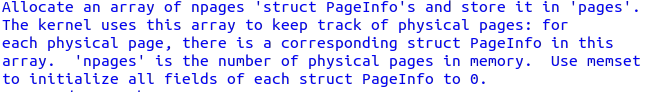 Allocate an array of npages 'struct PageInfo's and store it in 'pages'.
The kernel uses this array to keep track of physical pages: for
each physical page, there is a corresponding struct PageInfo in this
array.  'npages' is the number of physical pages in memory.  Use memset
to initialize all fields of each struct PageInfo to 0.